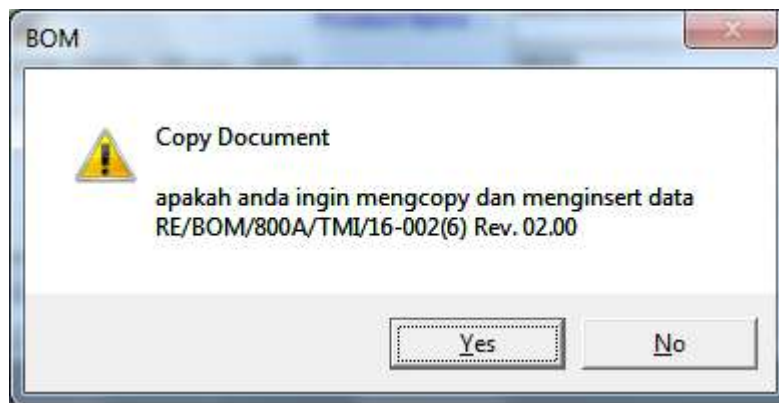 BOM
Copy Document
apakah anda ingin mengcopy dan menginsert data
RE/BOM/800A/TMI/16-002(6) Rev. 02.00
Yes
No